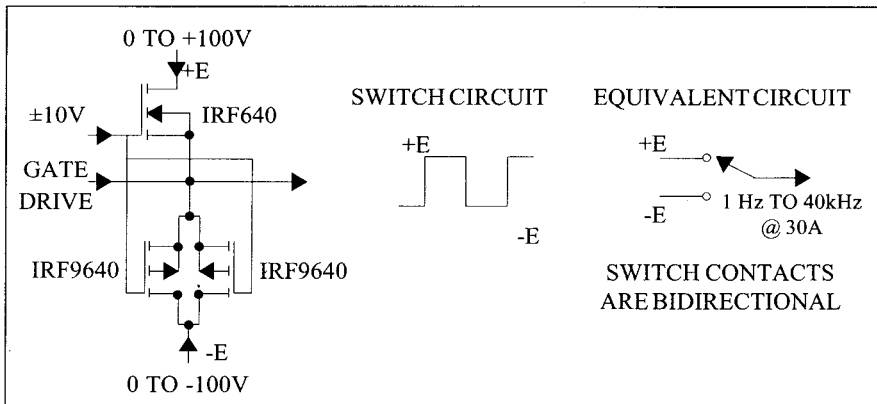 0 TO +100V
+E
±10V
IRF640
GATE
DRIVE
IRF9640
IRF9640
-E
0 TO -100V
SWITCH CIRCUIT
+E
-E
EQUIVALENT CIRCUIT
+E
-E
1 Hz TO 40kHz
@ 30A
SWITCH CONTACTS
ARE BIDIRECTIONAL